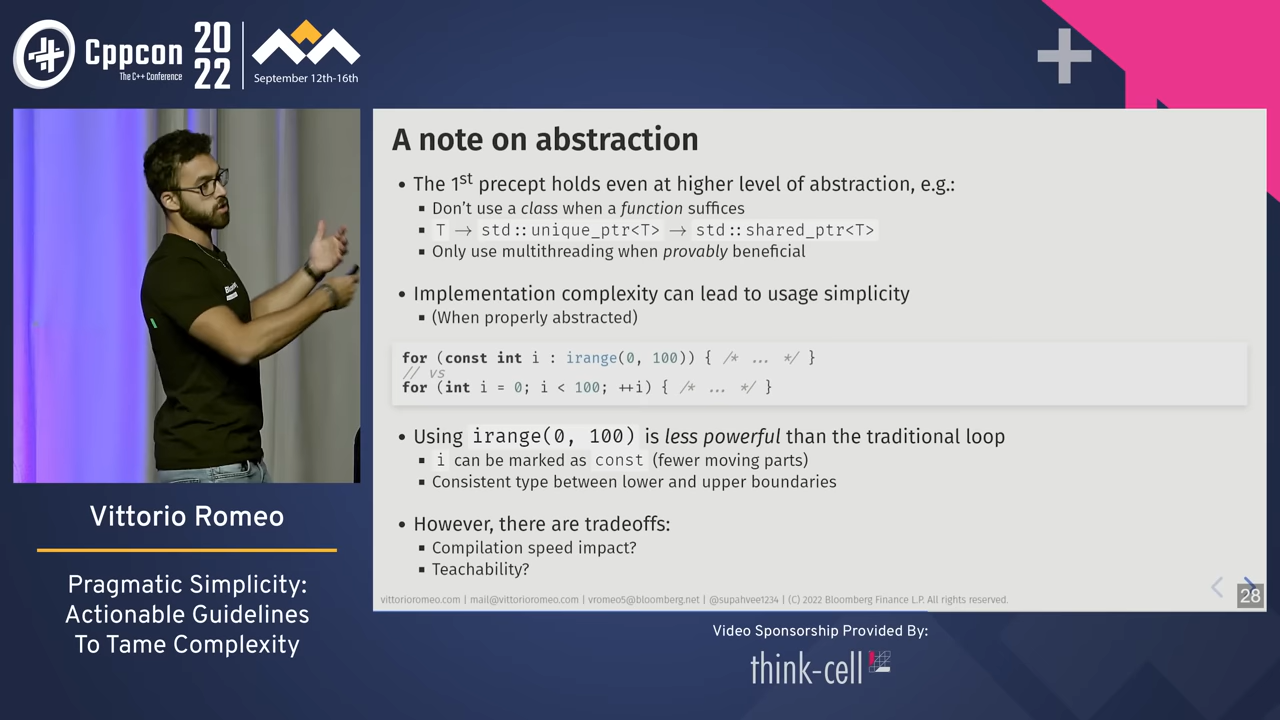 Cppcon
The C++ Conference
20
22
September 12th-16th
A note on abstraction
• The 1st precept holds even at higher level of abstraction, e.g.:
▪ Don't use a class when a function suffices
▪ T → std::unique_ptr<T> → std::shared_ptr<T>
▪ Only use multithreading when provably beneficial
• Implementation complexity can lead to usage simplicity
▪ (When properly abstracted)
for (const int i : irange(0, 100)) { /* ... */ }
// vs
for (int i = 0; i < 100; ++i) { /* ... */ }
• Using irange(0, 100) is less powerful than the traditional loop
▪ i can be marked as const (fewer moving parts)
▪ Consistent type between lower and upper boundaries
• However, there are tradeoffs:
▪ Compilation speed impact?
▪ Teachability?
vittorioromeo.com | mail@vittorioromeo.com | vromeo5@bloomberg.net | @supahvee1234 | (C) 2022 Bloomberg Finance L.P. All rights reserved.
28
Vittorio Romeo
Pragmatic Simplicity:
Actionable Guidelines
To Tame Complexity
Video Sponsorship Provided By:
think-cell